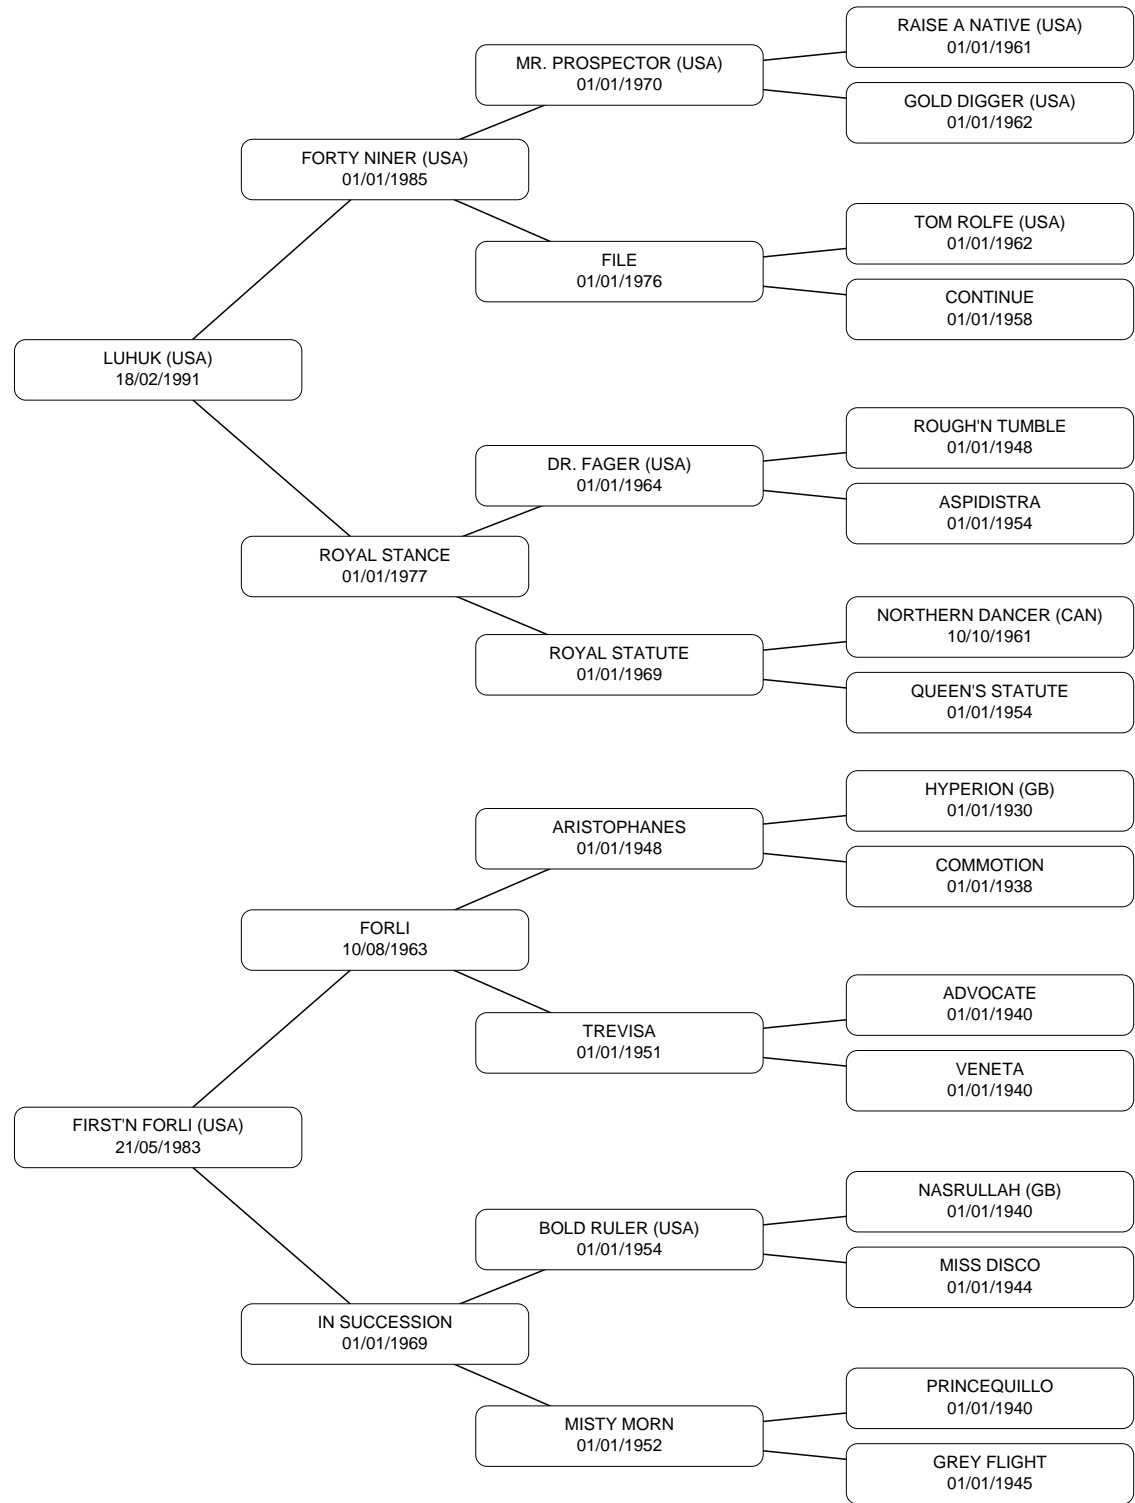 RAISE A NATIVE (USA)
01/01/1961
MR. PROSPECTOR (USA)
01/01/1970
GOLD DIGGER (USA)
01/01/1962
FORTY NINER (USA)
01/01/1985
TOM ROLFE (USA)
01/01/1962
FILE
01/01/1976
CONTINUE
01/01/1958
LUHUK (USA)
18/02/1991
ROUGH'N TUMBLE
01/01/1948
DR. FAGER (USA)
01/01/1964
ASPIDISTRA
01/01/1954
ROYAL STANCE
01/01/1977
NORTHERN DANCER (CAN)
10/10/1961
ROYAL STATUTE
01/01/1969
QUEEN'S STATUTE
01/01/1954
HYPERION (GB)
01/01/1930
ARISTOPHANES
01/01/1948
COMMOTION
01/01/1938
FORLI
10/08/1963
ADVOCATE
01/01/1940
TREVISA
01/01/1951
VENETA
01/01/1940
FIRST'N FORLI (USA)
21/05/1983
NASRULLAH (GB)
01/01/1940
BOLD RULER (USA)
01/01/1954
MISS DISCO
01/01/1944
IN SUCCESSION
01/01/1969
PRINCEQUILLO
01/01/1940
MISTY MORN
01/01/1952
GREY FLIGHT
01/01/1945